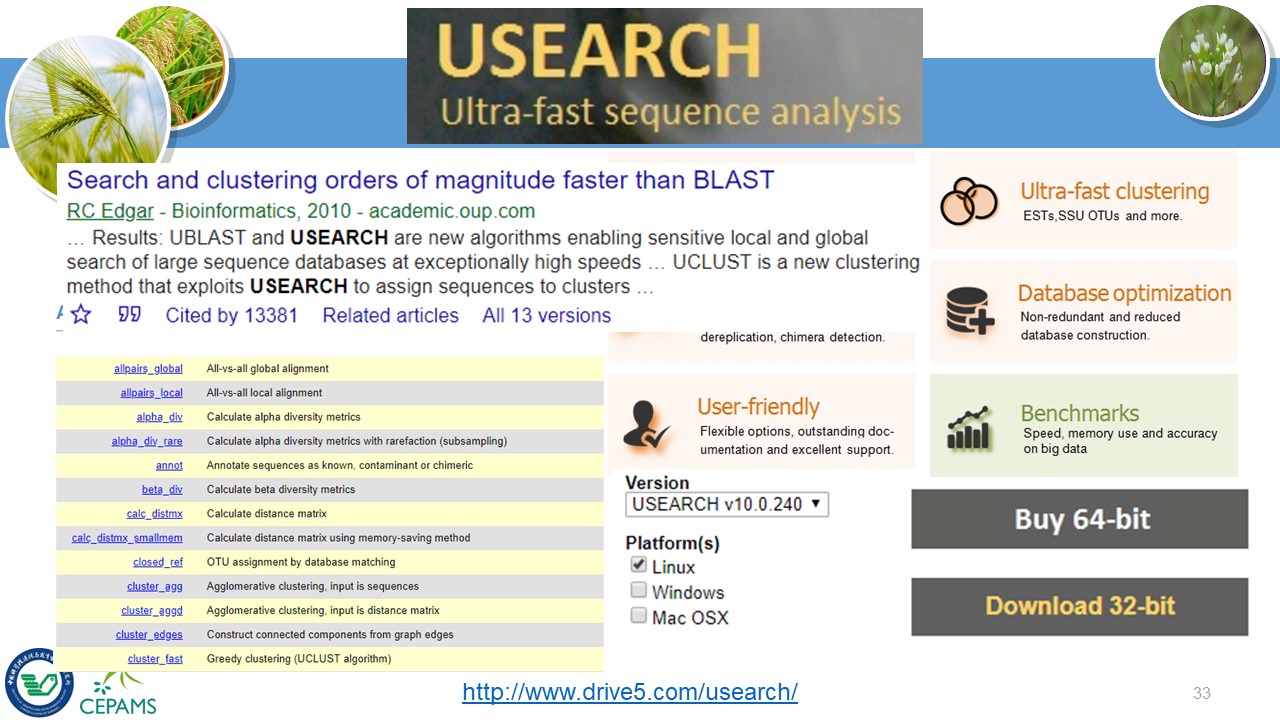 USEARCH
Ultra-fast sequence analysis
Search and clustering orders of magnitude faster than BLAST
RC Edgar - Bioinformatics, 2010 - academic.oup.com
… Results: UBLAST and USEARCH are new algorithms enabling sensitive local and global
search of large sequence databases at exceptionally high speeds … UCLUST is a new clustering
method that exploits USEARCH to assign sequences to clusters …
Cited by 13381 Related articles All 13 versions
Ultra-fast clustering
ESTs,SSU OTUs and more.
Database optimization
Non-redundant and reduced
database construction.
dereplication, chimera detection.
User-friendly
Flexible options, outstanding doc-
umentation and excellent support.
Benchmarks
Speed, memory use and accuracy
on big data
allpairs_global All-vs-all global alignment
allpairs_local All-vs-all local alignment
alpha_div Calculate alpha diversity metrics
alpha_div_rare Calculate alpha diversity metrics with rarefaction (subsampling)
annot Annotate sequences as known, contaminant or chimeric
beta_div Calculate beta diversity metrics
calc_distmx Calculate distance matrix
calc_distmx_smallmem Calculate distance matrix using memory-saving method
closed_ref OTU assignment by database matching
cluster_agg Agglomerative clustering, input is sequences
cluster_aggd Agglomerative clustering, input is distance matrix
cluster_edges Construct connected components from graph edges
cluster_fast Greedy clustering (UCLUST algorithm)
Version
USEARCH v10.0.240
Platform(s)
Linux
Windows
Mac OSX
Buy 64-bit
Download 32-bit
CEPAMS
http://www.drive5.com/usearch/
33